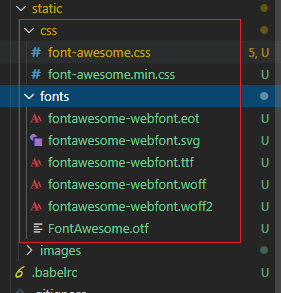 static
css
# font-awesome.css 5, U
# font-awesome.min.css U
fonts
fontawesome-webfont.eot U
fontawesome-webfont.svg U
fontawesome-webfont.ttf U
fontawesome-webfont.woff U
fontawesome-webfont.woff2 U
FontAwesome.otf U
images
.babelrc U
.gitignore